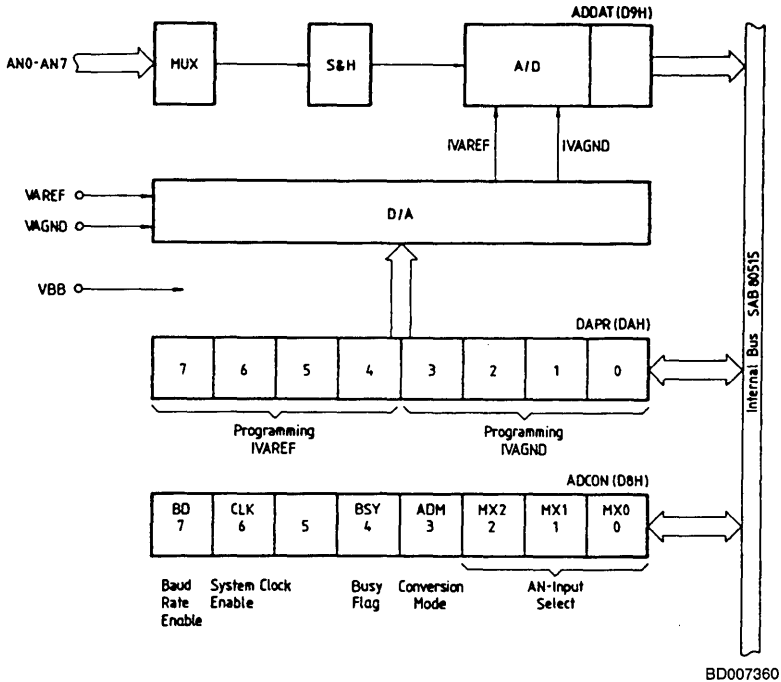 ADDAT (D9H)
AN0-AN7
MUX
S&H
A/D
IVAREF
IVAGND
VAREF
VAGND
D/A
VBB
DAPR (DAH)
7 6 5 4 3 2 1 0
Programming
IVAREF
Programming
IVAGND
ADCON (D8H)
BD CLK BSY ADM MX2 MX1 MX0
7 6 5 4 3 2 1 0
Baud
Rate
Enable
System Clock
Enable
Busy
Flag
Conversion
Mode
AN-Input
Select
Internal Bus SAB 80515
BD007360